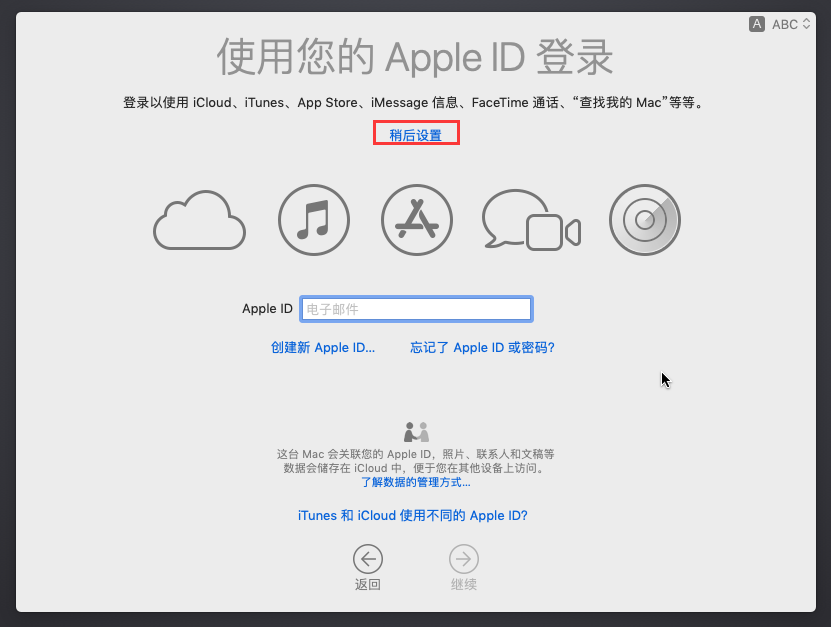 A ABC
使用您的 Apple ID 登录
登录以使用 iCloud、iTunes、App Store、iMessage 信息、FaceTime 通话、“查找我的 Mac”等等。
稍后设置
Apple ID 电子邮件
创建新 Apple ID... 忘记了 Apple ID 或密码?
这台 Mac 会关联您的 Apple ID，照片、联系人和文稿等
数据会储存在 iCloud 中，便于您在其他设备上访问。
了解数据的管理方式...
iTunes 和 iCloud 使用不同的 Apple ID?
返回 继续